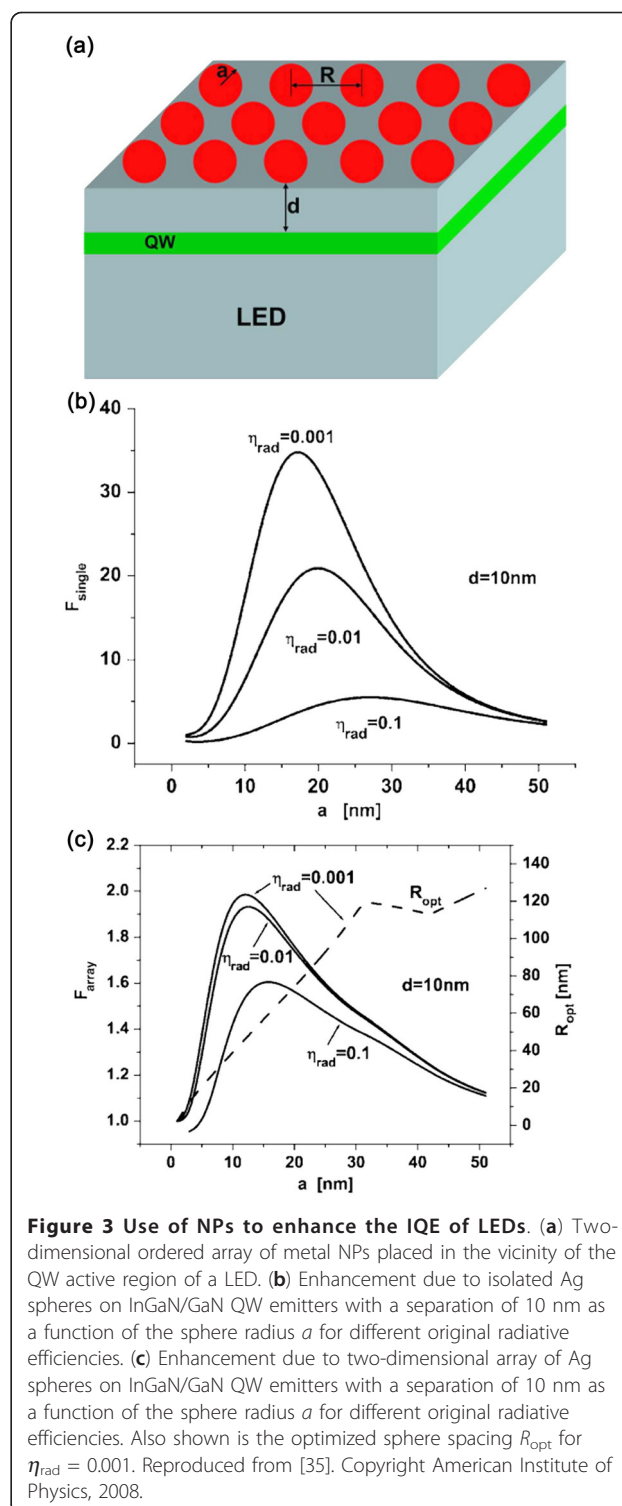 (a)
a
R
d
QW
LED
(b)
40
30
20
10
0
F_single
η_rad=0.001
η_rad=0.01
η_rad=0.1
d=10nm
0 10 20 30 40 50
a [nm]
(c)
2.2
2.0
1.8
1.6
1.4
1.2
1.0
F_array
η_rad=0.001
η_rad=0.01
η_rad=0.1
R_opt
d=10nm
140
120
100
80
60
40
20
0
R_opt [nm]
0 10 20 30 40 50
a [nm]
Figure 3 Use of NPs to enhance the IQE of LEDs. (a) Two-
dimensional ordered array of metal NPs placed in the vicinity of the
QW active region of a LED. (b) Enhancement due to isolated Ag
spheres on InGaN/GaN QW emitters with a separation of 10 nm as
a function of the sphere radius a for different original radiative
efficiencies. (c) Enhancement due to two-dimensional array of Ag
spheres on InGaN/GaN QW emitters with a separation of 10 nm as
a function of the sphere radius a for different original radiative
efficiencies. Also shown is the optimized sphere spacing R_opt for
η_rad = 0.001. Reproduced from [35]. Copyright American Institute of
Physics, 2008.